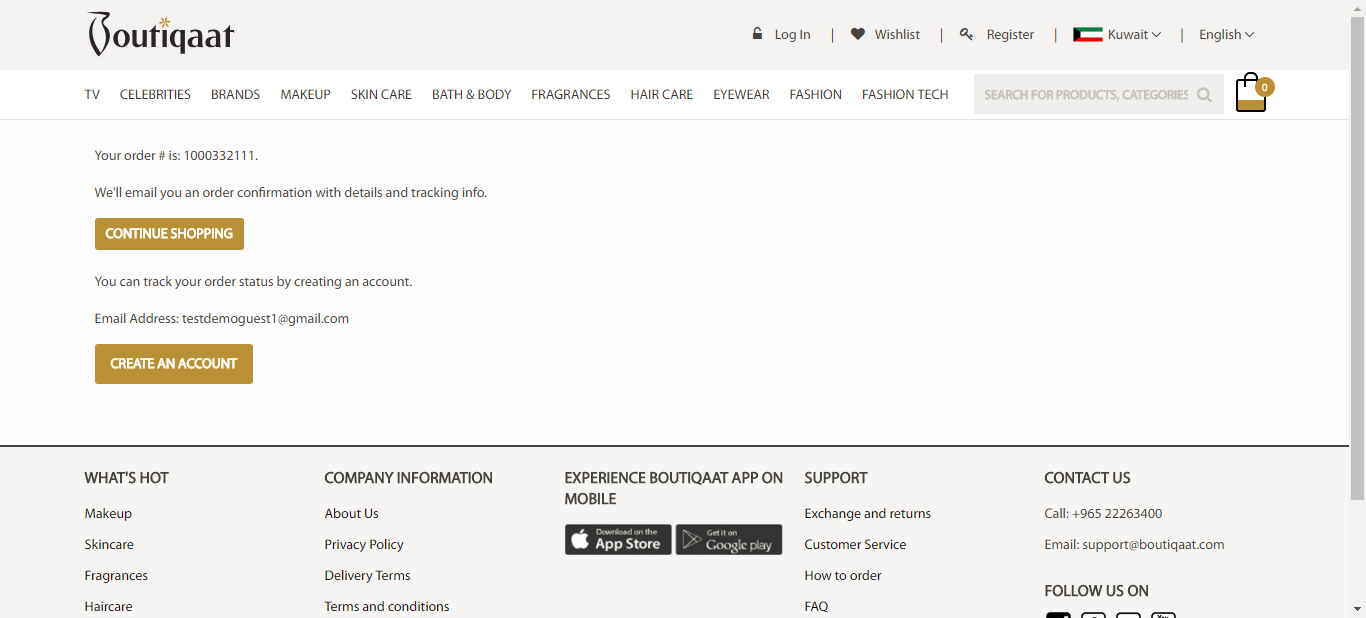 Boutiqaat
Log In | Wishlist | Register | Kuwait | English
TV CELEBRITIES BRANDS MAKEUP SKIN CARE BATH & BODY FRAGRANCES HAIR CARE EYEWEAR FASHION FASHION TECH SEARCH FOR PRODUCTS, CATEGORIES 0
Your order # is: 1000332111.
We'll email you an order confirmation with details and tracking info.
CONTINUE SHOPPING
You can track your order status by creating an account.
Email Address: testdemoguest1@gmail.com
CREATE AN ACCOUNT
WHAT'S HOT
Makeup
Skincare
Fragrances
Haircare
COMPANY INFORMATION
About Us
Privacy Policy
Delivery Terms
Terms and conditions
EXPERIENCE BOUTIQAAT APP ON
MOBILE
Download on the
App Store
Get it on
Google play
SUPPORT
Exchange and returns
Customer Service
How to order
FAQ
CONTACT US
Call: +965 22263400
Email: support@boutiqaat.com
FOLLOW US ON